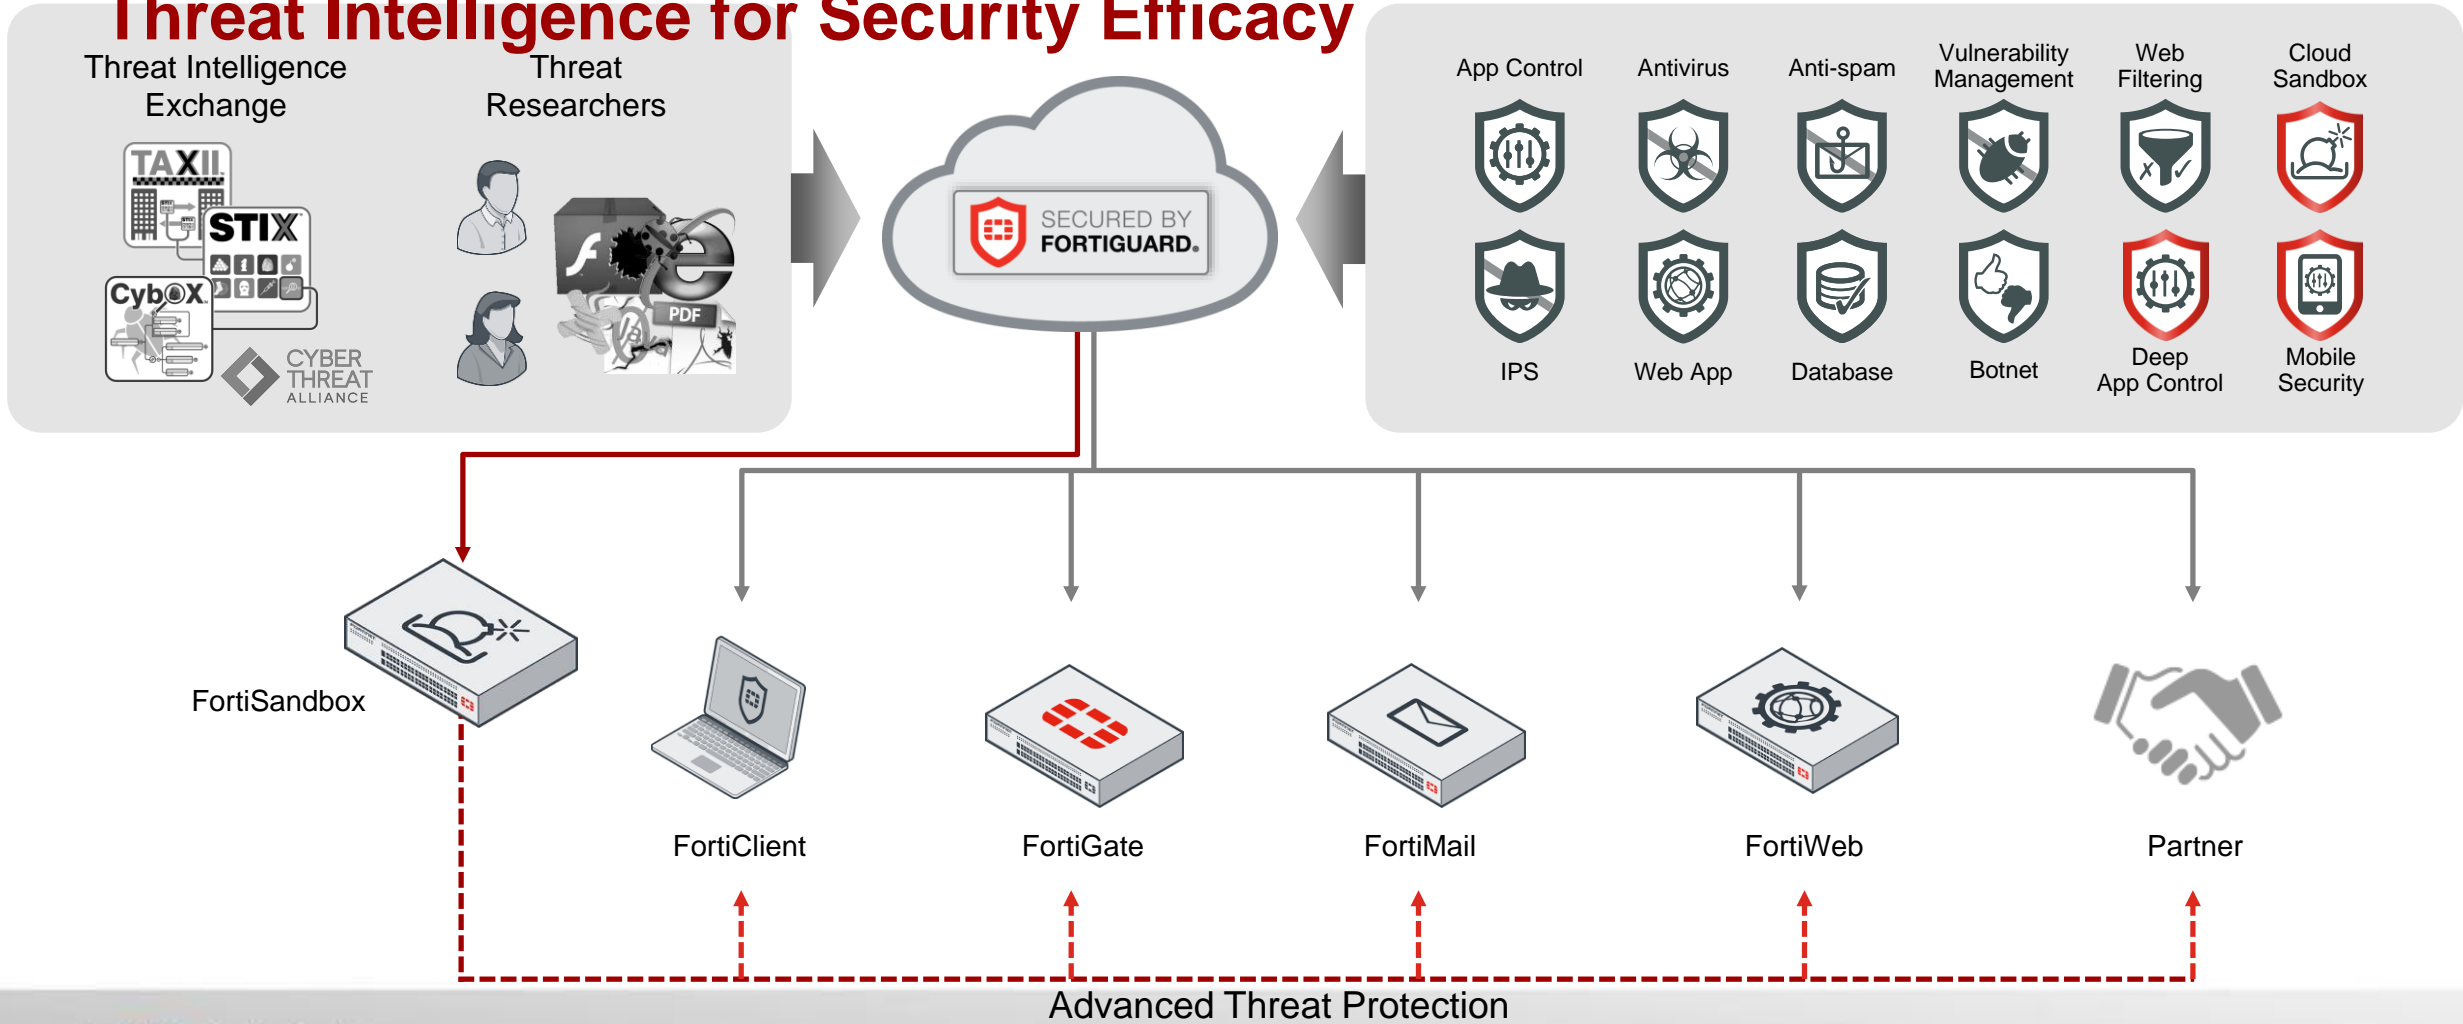 Threat Intelligence for Security Efficacy
Threat Intelligence
Exchange
Threat
Researchers
TAXII
STIX
CybOX
PDF
CYBER
THREAT
ALLIANCE
SECURED BY
FORTIGUARD
App Control
Antivirus
Anti-spam
Vulnerability
Management
Web
Filtering
Cloud
Sandbox
IPS
Web App
Database
Botnet
Deep
App Control
Mobile
Security
FortiSandbox
FortiClient
FortiGate
FortiMail
FortiWeb
Partner
Advanced Threat Protection